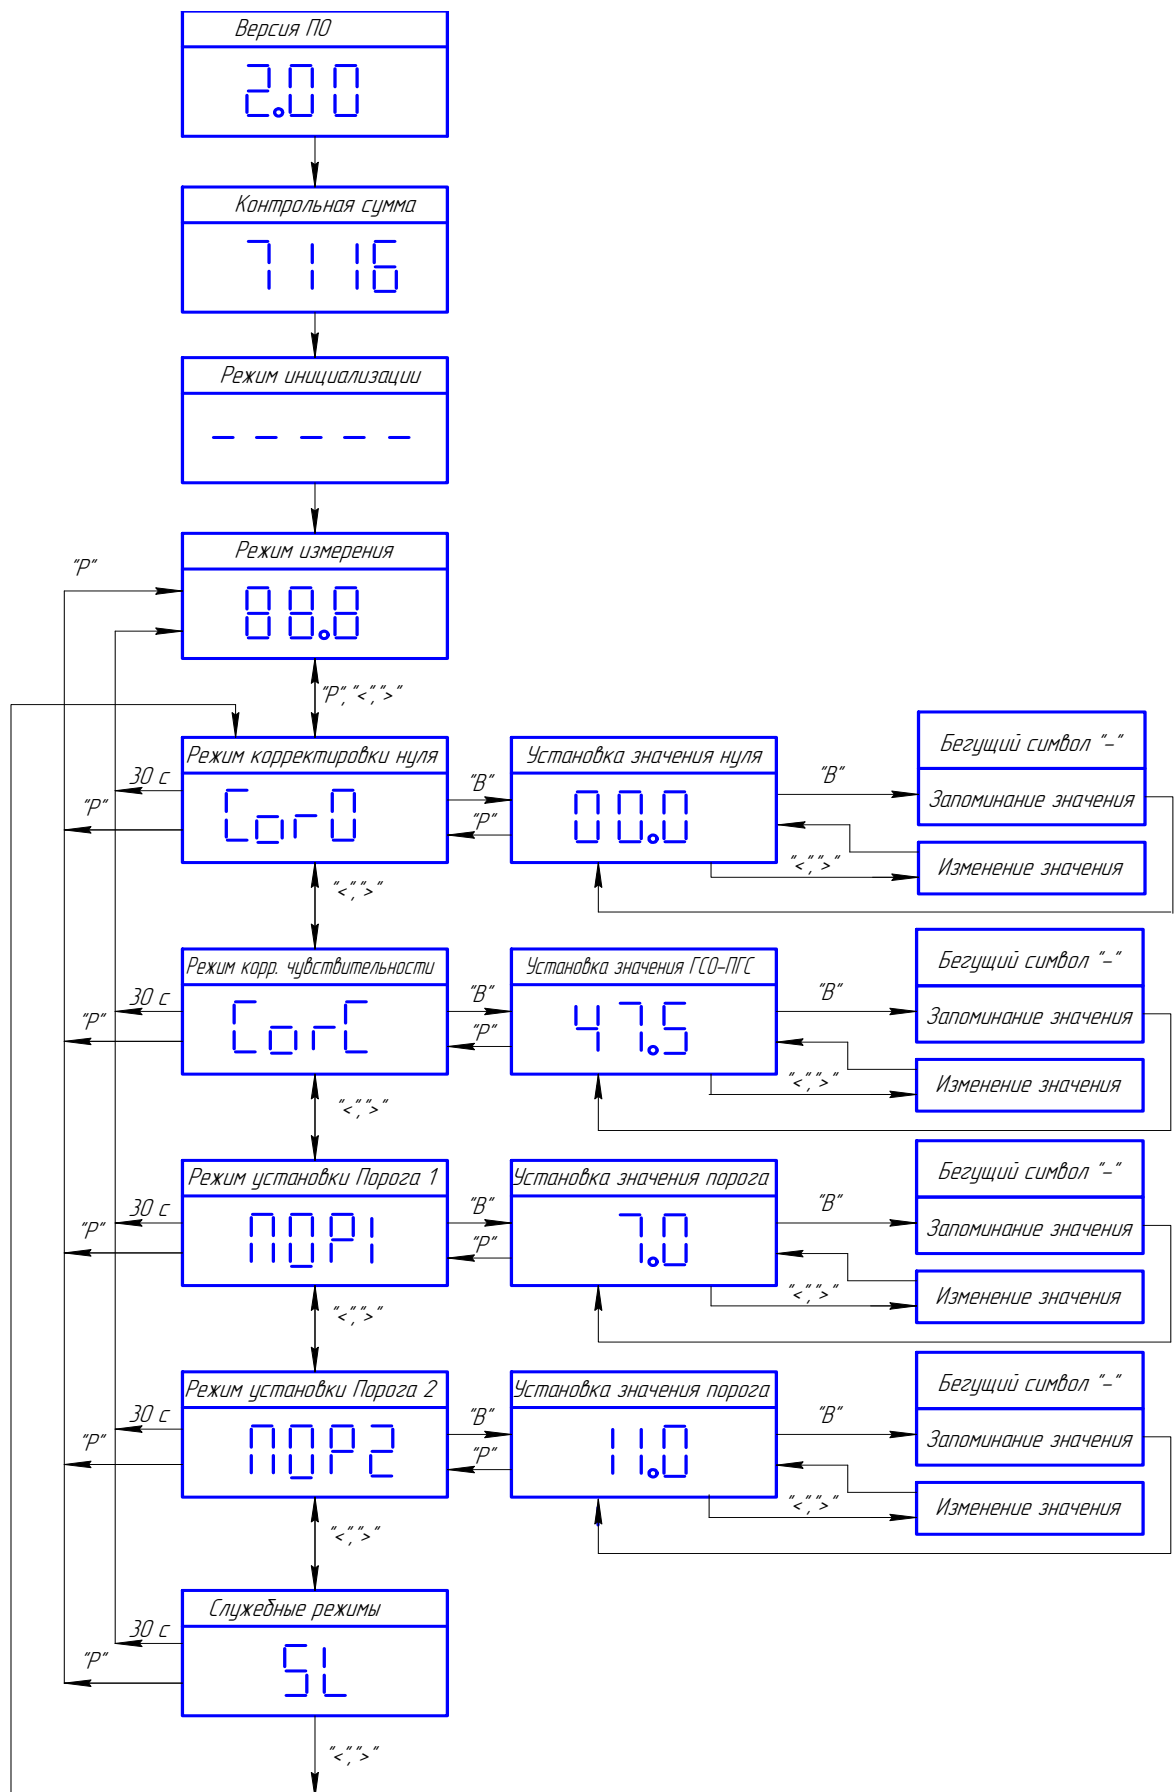 Версия ПО
2.00
Контрольная сумма
7116
Режим инициализации
- - - - -
Режим измерения
"Р"
88.8
"Р","<",">"
Режим корректировки нуля
Установка значения нуля
Бегущий символ "-"
30 с
"Р"
Cor0
"В"
"Р"
00.0
"В"
Запоминание значения
"<",">"
Изменение значения
"<",">"
Режим корр. чувствительности
Установка значения ГСО-ПГС
Бегущий символ "-"
30 с
"Р"
CorC
"В"
"Р"
47.5
"В"
Запоминание значения
"<",">"
Изменение значения
"<",">"
Режим установки Порога 1
Установка значения порога
Бегущий символ "-"
30 с
"Р"
ПОР1
"В"
"Р"
7.0
"В"
Запоминание значения
"<",">"
Изменение значения
"<",">"
Режим установки Порога 2
Установка значения порога
Бегущий символ "-"
30 с
"Р"
ПОР2
"В"
"Р"
11.0
"В"
Запоминание значения
"<",">"
Изменение значения
"<",">"
Служебные режимы
30 с
"Р"
SL
"<",">"